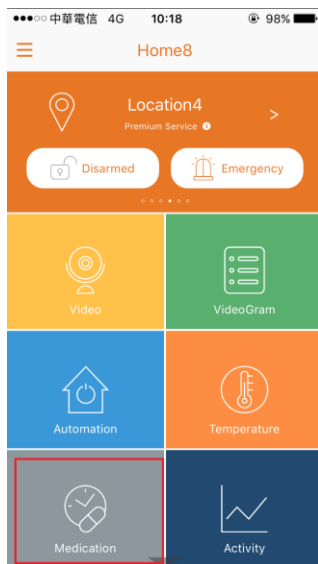 中華電信 4G 10:18 98%
Home8
Location4
Premium Service
Disarmed Emergency
Video VideoGram
Automation Temperature
Medication Activity